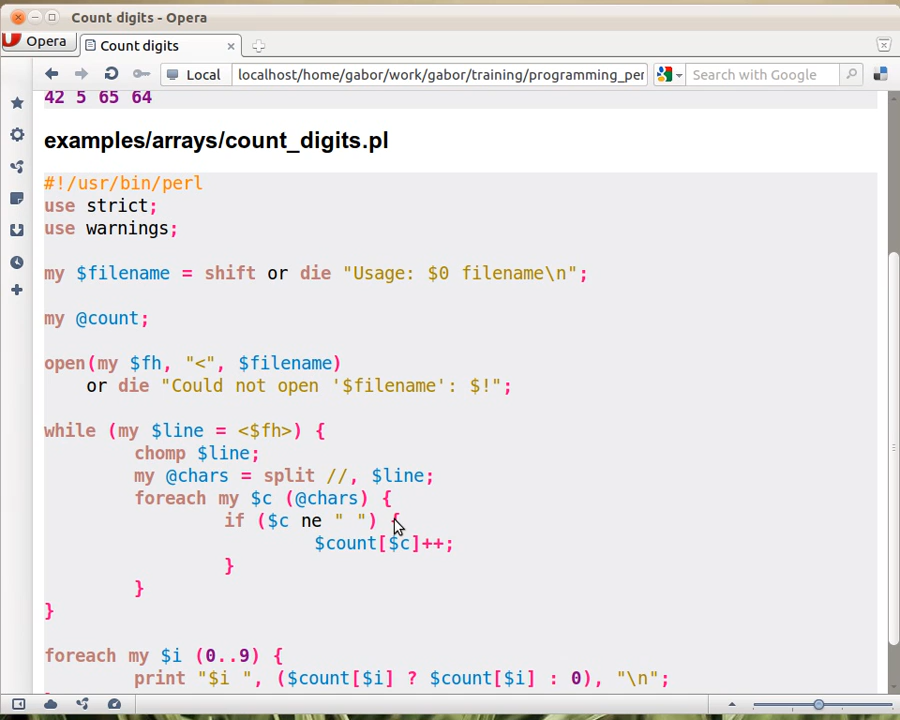 Count digits - Opera
Opera
Count digits
Local
localhost/home/gabor/work/gabor/training/programming_per
Search with Google
42 5 65 64
examples/arrays/count_digits.pl
#!/usr/bin/perl
use strict;
use warnings;
my $filename = shift or die "Usage: $0 filename\n";
my @count;
open(my $fh, "<", $filename)
    or die "Could not open '$filename': $!";
while (my $line = <$fh>) {
        chomp $line;
        my @chars = split //, $line;
        foreach my $c (@chars) {
                if ($c ne " ") {
                        $count[$c]++;
                }
        }
}
foreach my $i (0..9) {
        print "$i ", ($count[$i] ? $count[$i] : 0), "\n";